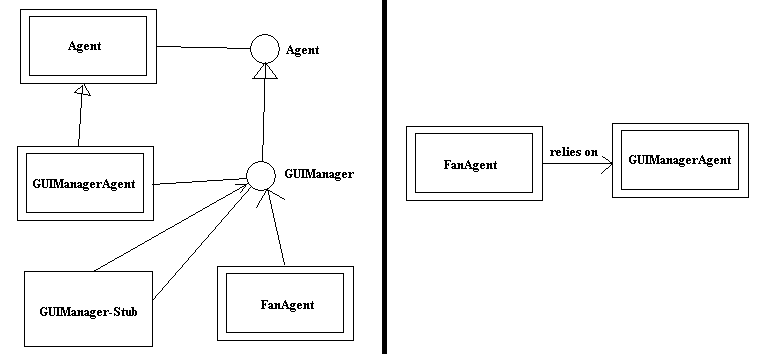 Agent
Agent
GUIManagerAgent
GUIManager
GUIManager-Stub
FanAgent
FanAgent
relies on
GUIManagerAgent